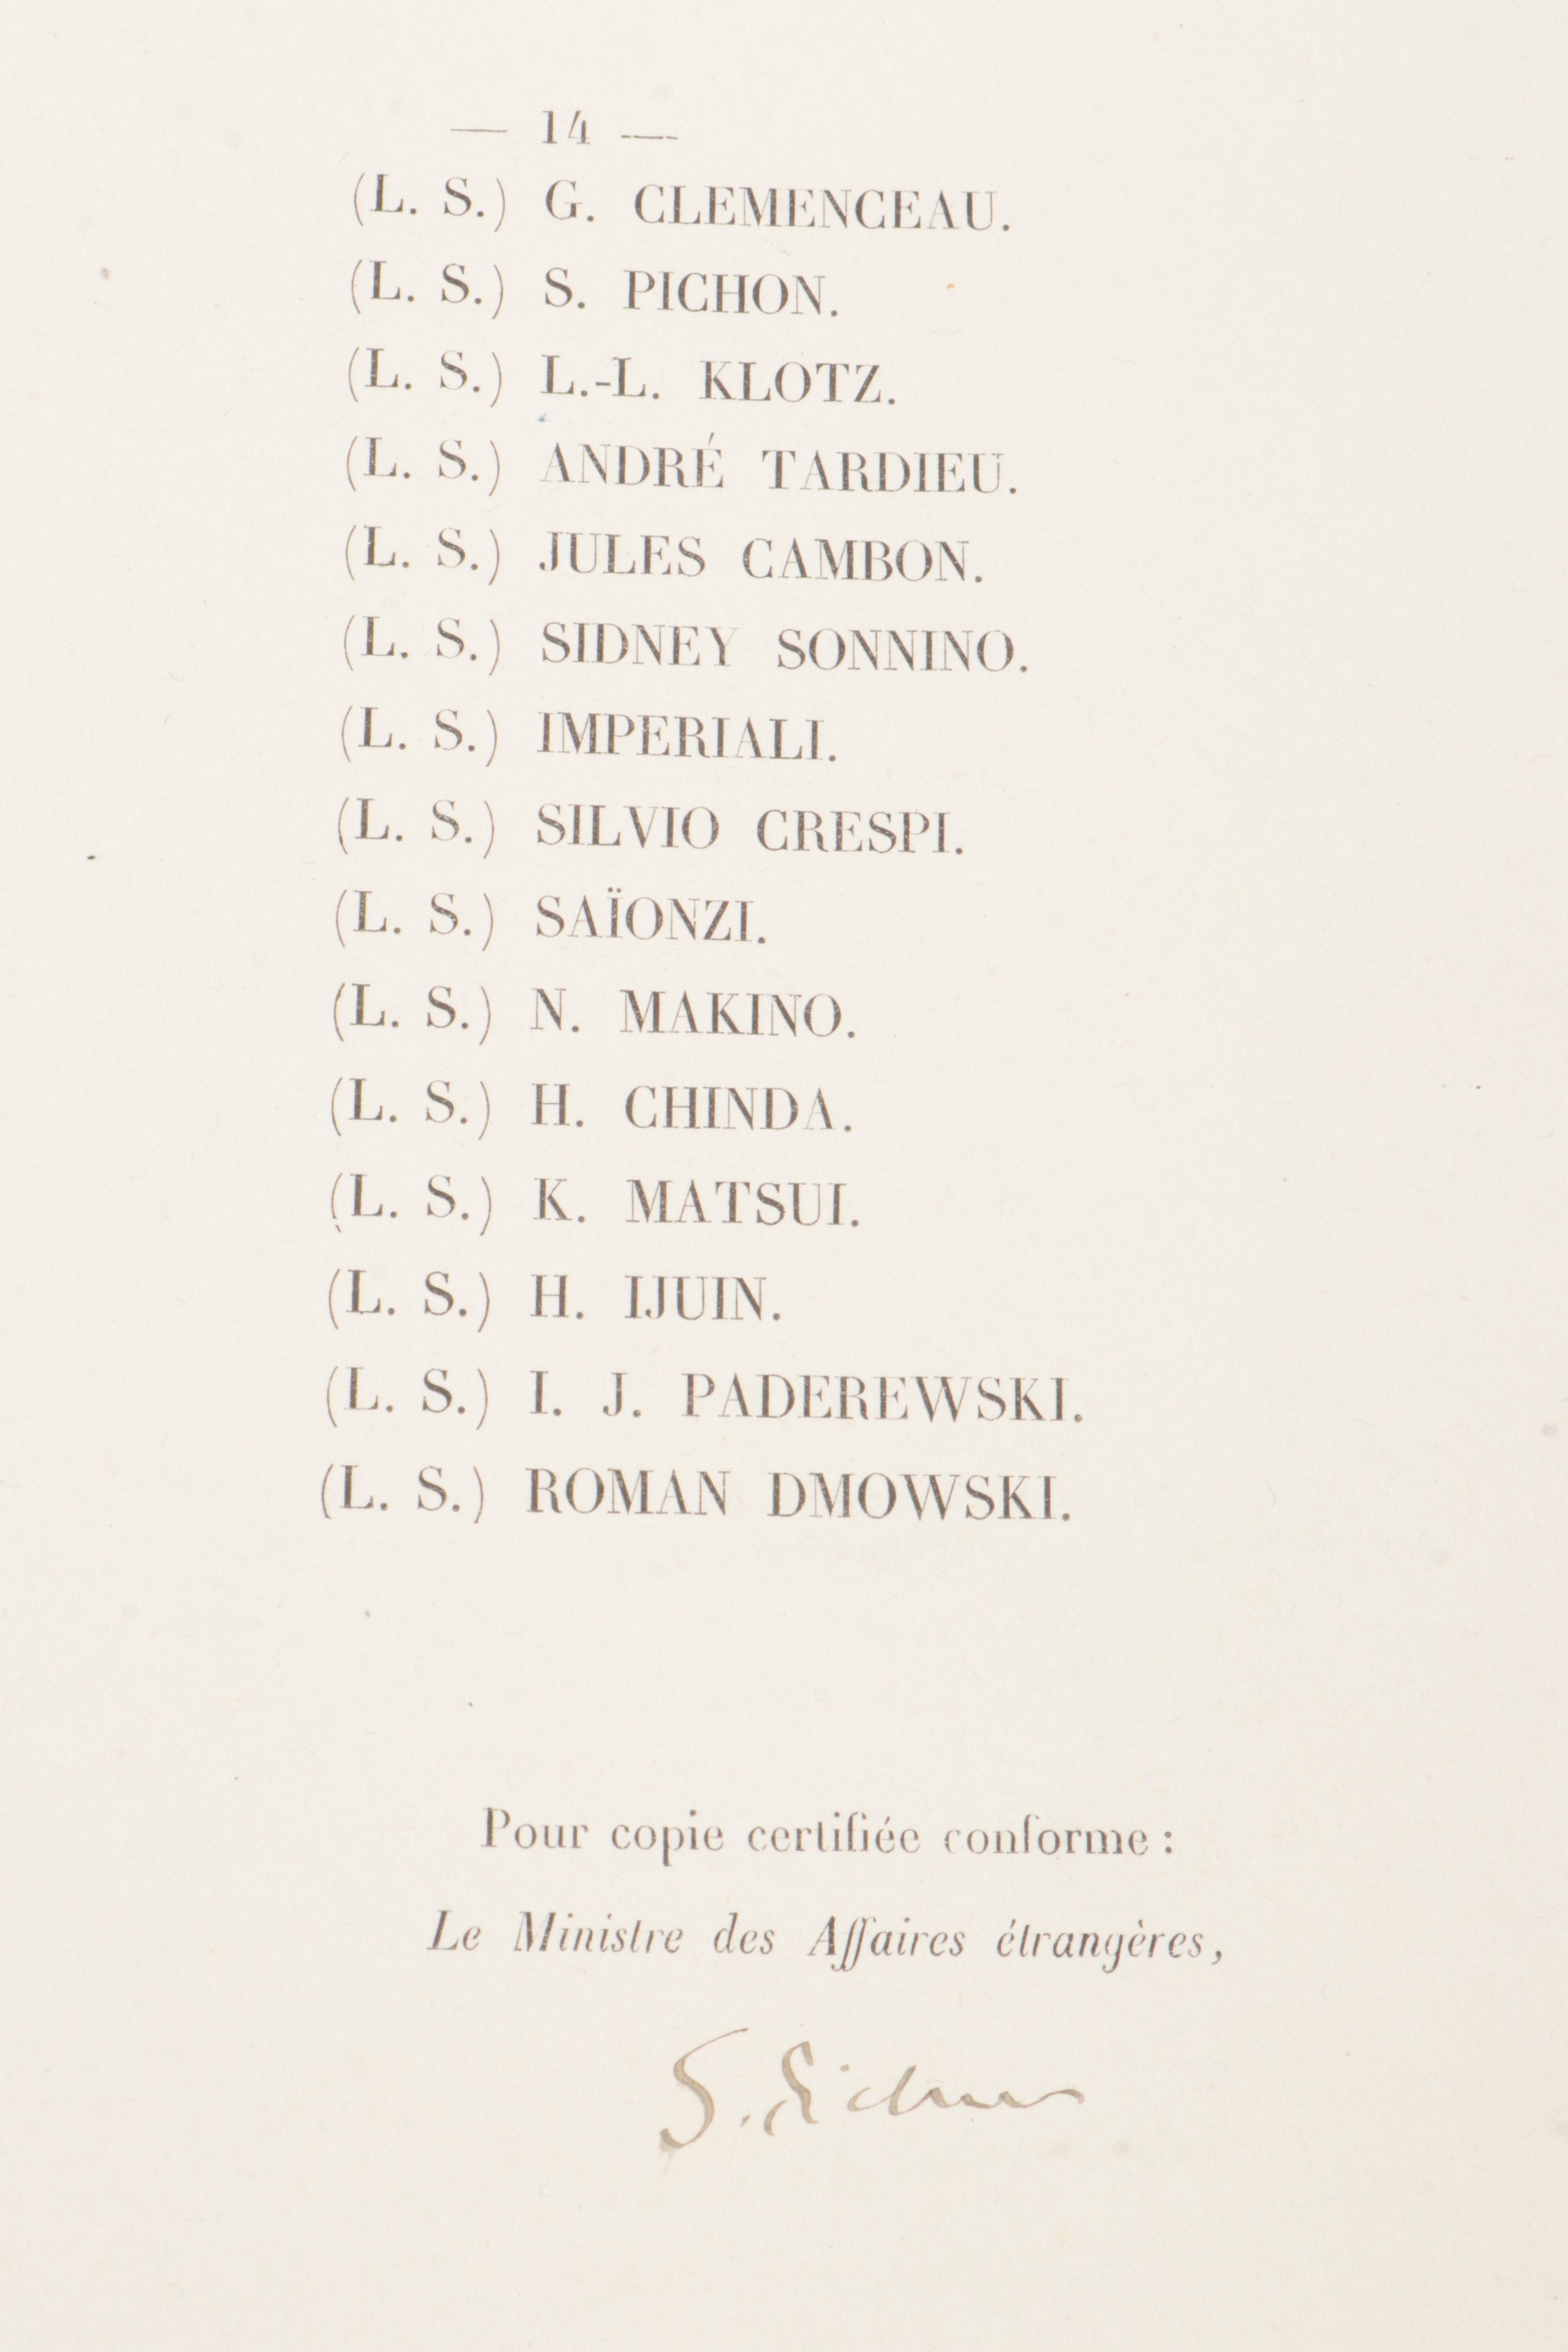 — 14 —
(L. S.) G. CLEMENCEAU.
(L. S.) S. PICHON.
(L. S.) L.-L. KLOTZ.
(L. S.) ANDRÉ TARDIEU.
(L. S.) JULES CAMBON.
(L. S.) SIDNEY SONNINO.
(L. S.) IMPERIALI.
(L. S.) SILVIO CRESPI.
(L. S.) SAÏONZI.
(L. S.) N. MAKINO.
(L. S.) H. CHINDA.
(L. S.) K. MATSUI.
(L. S.) H. IJUIN.
(L. S.) I. J. PADEREWSKI.
(L. S.) ROMAN DMOWSKI.
Pour copie certifiée conforme :
Le Ministre des Affaires étrangères,
S. Pichon